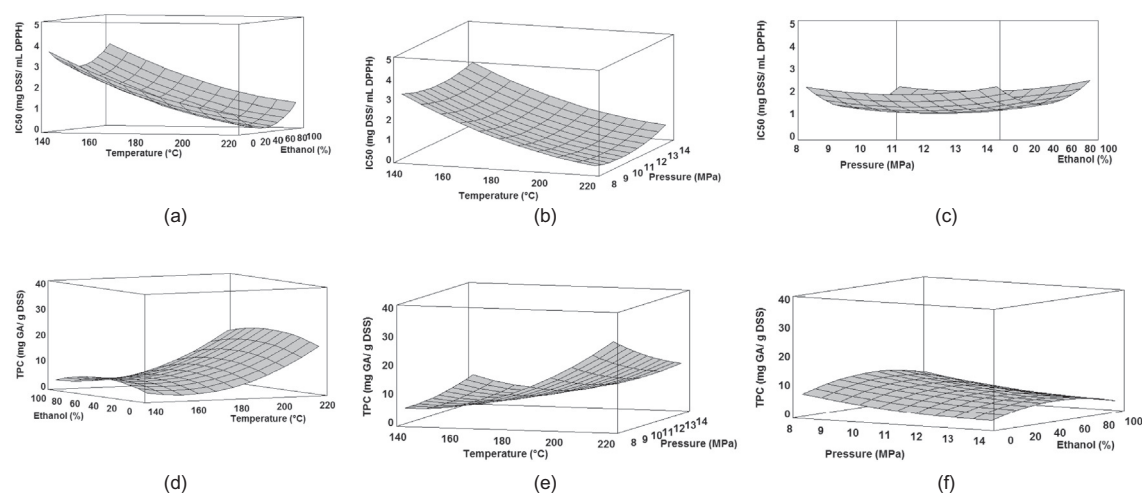 IC50 (mg DSS/ mL DPPH)
5
4
3
2
1
0
140
160
180
200
220
Temperature (°C)
0 20 40 60 80 100
Ethanol (%)
(a)
IC50 (mg DSS/ mL DPPH)
5
4
3
2
1
0
140
160
180
200
220
Temperature (°C)
8 9 10 11 12 13 14
Pressure (MPa)
(b)
IC50 (mg DSS/ mL DPPH)
5
4
3
2
1
0
8 9 10 11 12 13 14
Pressure (MPa)
0 20 40 60 80 100
Ethanol (%)
(c)
TPC (mg GA/ g DSS)
40
30
20
10
0
100 80 60 40 20 0
Ethanol (%)
140 160 180 200 220
Temperature (°C)
(d)
TPC (mg GA/ g DSS)
40
30
20
10
0
140 160 180 200 220
Temperature (°C)
8 9 10 11 12 13 14
Pressure (MPa)
(e)
TPC (mg GA/ g DSS)
40
30
20
10
0
8 9 10 11 12 13 14
Pressure (MPa)
0 20 40 60 80 100
Ethanol (%)
(f)